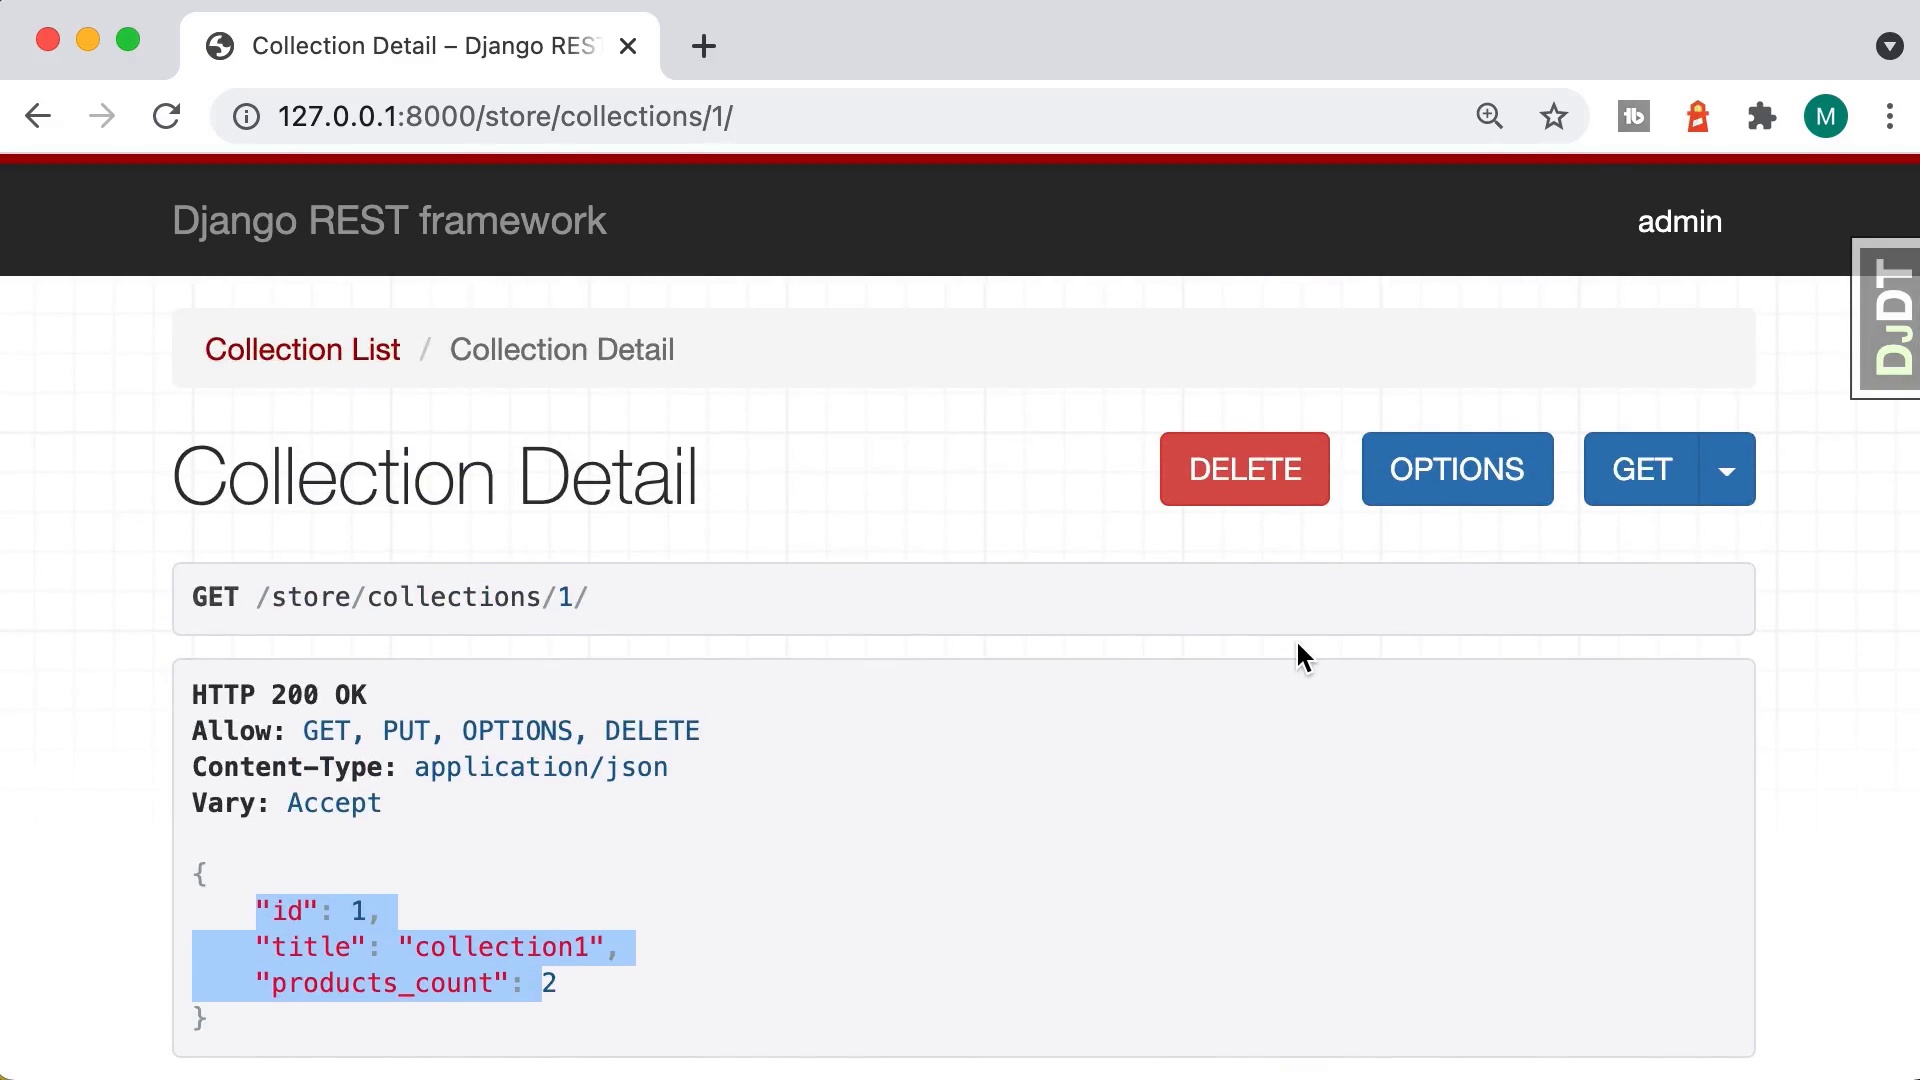 Collection Detail – Django RES
127.0.0.1:8000/store/collections/1/
M
Django REST framework
admin
DJDT
Collection List / Collection Detail
Collection Detail
DELETE
OPTIONS
GET
GET /store/collections/1/
HTTP 200 OK
Allow: GET, PUT, OPTIONS, DELETE
Content-Type: application/json
Vary: Accept
{
"id": 1,
"title": "collection1",
"products_count": 2
}